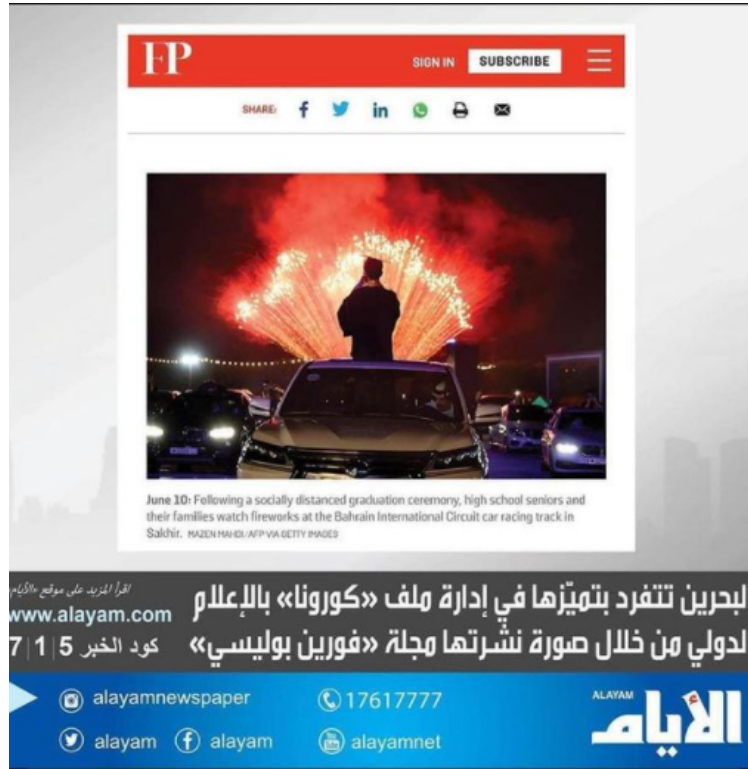 FP
SIGN IN SUBSCRIBE
SHARE:
June 10: Following a socially distanced graduation ceremony, high school seniors and
their families watch fireworks at the Bahrain International Circuit car racing track in
Sakhir. MAZEN MAHDI/AFP VIA GETTY IMAGES
لبحرين تتفرد بتميّزها في إدارة ملف «كورونا» بالإعلام
لدولي من خلال صورة نشرتها مجلة «فورين بوليسي»
اقرأ المزيد على موقع «الأيام
www.alayam.com
كود الخبر 5|1|7
alayamnewspaper
17617777
alayam
alayam
alayamnet
ALAYAM
الأيام